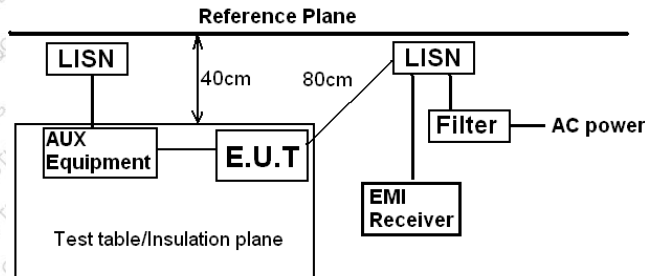 Reference Plane
LISN
40cm
80cm
LISN
Filter
AC power
AUX
Equipment
E.U.T
EMI
Receiver
Test table/Insulation plane